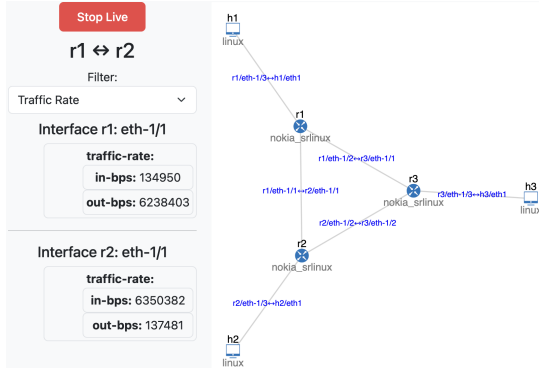 Stop Live
r1 ↔ r2
Filter:
Traffic Rate
Interface r1: eth-1/1
traffic-rate:
in-bps: 134950
out-bps: 6238403
Interface r2: eth-1/1
traffic-rate:
in-bps: 6350382
out-bps: 137481
h1
linux
r1/eth-1/3↔h1/eth1
r1
nokia_srlinux
r1/eth-1/2↔r3/eth-1/1
r3
nokia_srlinux
r3/eth-1/3↔h3/eth1
h3
linux
r1/eth-1/1↔r2/eth-1/1
r2/eth-1/2↔r3/eth-1/2
r2
nokia_srlinux
r2/eth-1/3↔h2/eth1
h2
linux